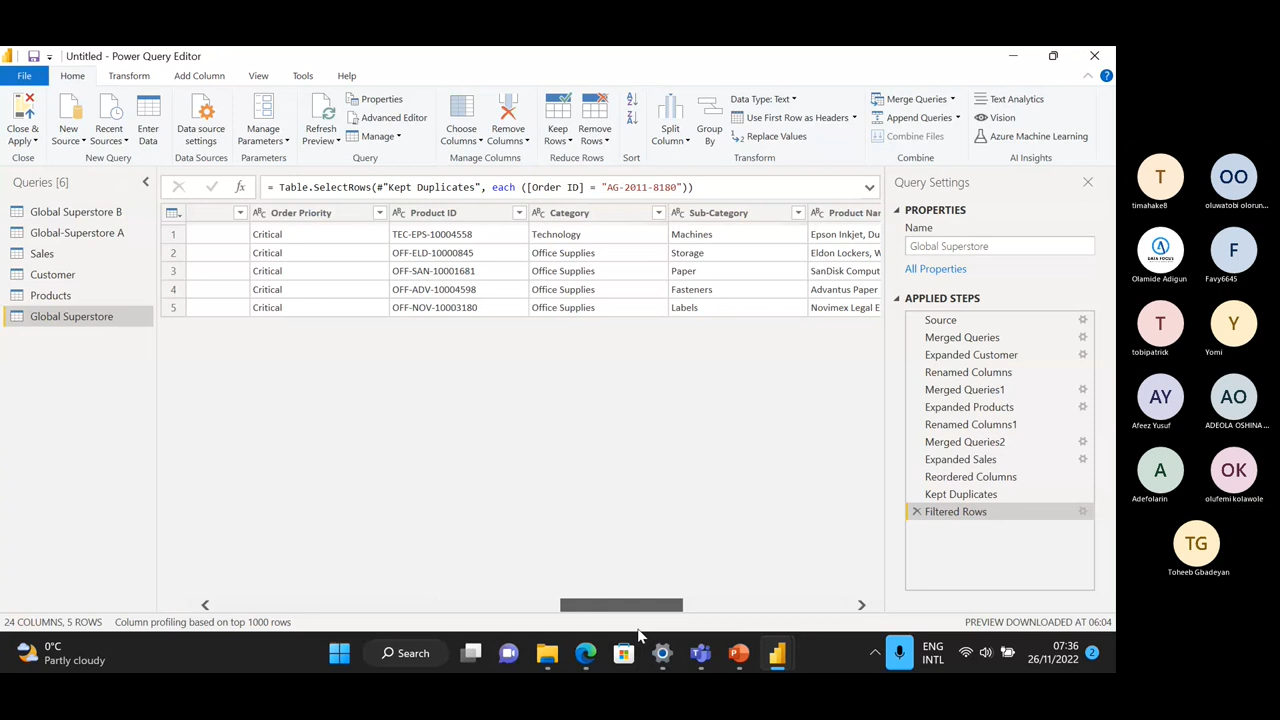 Untitled - Power Query Editor
File Home Transform Add Column View Tools Help
Close & Apply
New Source
Recent Sources
Enter Data
Data source settings
Manage Parameters
Refresh Preview
Properties
Advanced Editor
Manage
Choose Columns
Remove Columns
Keep Rows
Remove Rows
Split Column
Group By
Data Type: Text
Use First Row as Headers
Replace Values
Merge Queries
Append Queries
Combine Files
Text Analytics
Vision
Azure Machine Learning
Close New Query Data Sources Parameters Query Manage Columns Reduce Rows Sort Transform Combine AI Insights
Queries [6]
Global Superstore B
Global-Superstore A
Sales
Customer
Products
Global Superstore
fx = Table.SelectRows(#"Kept Duplicates", each ([Order ID] = "AG-2011-8180"))
Order Priority Product ID Category Sub-Category Product Nar
1 Critical TEC-EPS-10004558 Technology Machines Epson Inkjet, Du
2 Critical OFF-ELD-10000845 Office Supplies Storage Eldon Lockers, W
3 Critical OFF-SAN-10001681 Office Supplies Paper SanDisk Comput
4 Critical OFF-ADV-10004598 Office Supplies Fasteners Advantus Paper
5 Critical OFF-NOV-10003180 Office Supplies Labels Novimex Legal E
Query Settings
PROPERTIES
Name
Global Superstore
All Properties
APPLIED STEPS
Source
Merged Queries
Expanded Customer
Renamed Columns
Merged Queries1
Expanded Products
Renamed Columns1
Merged Queries2
Expanded Sales
Reordered Columns
Kept Duplicates
Filtered Rows
24 COLUMNS, 5 ROWS Column profiling based on top 1000 rows PREVIEW DOWNLOADED AT 06:04
0°C
Partly cloudy
Search
ENG
INTL
07:36
26/11/2022
2
T OO
timahake8 oluwatobi olorun...
GAIA FOCUS F
Olamide Adigun Favy6645
T Y
tobipatrick Yomi
AY AO
Afeez Yusuf ADEOLA OSHINA...
A OK
Adefolarin olufemi kolawole
TG
Toheeb Gbadeyan